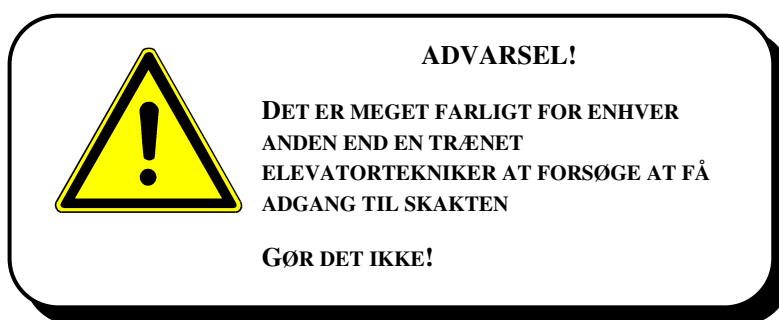 ADVARSEL!
DET ER MEGET FARLIGT FOR ENHVER
ANDEN END EN TRÆNET
ELEVATORTEKNIKER AT FORSØGE AT FÅ
ADGANG TIL SKAKTEN
GØR DET IKKE!